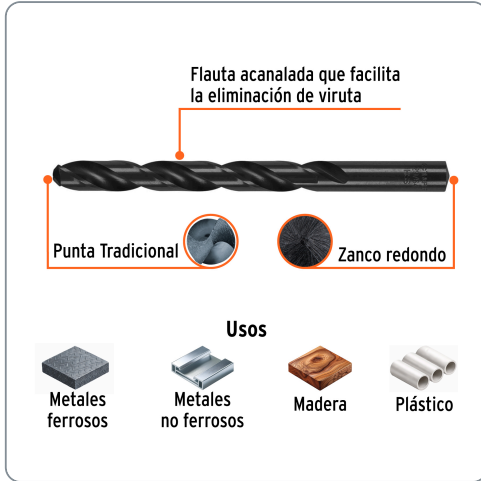 Flauta acanalada que facilita
la eliminación de viruta
Punta Tradicional
Zanco redondo
Usos
Metales
ferrosos
Metales
no ferrosos
Madera
Plástico